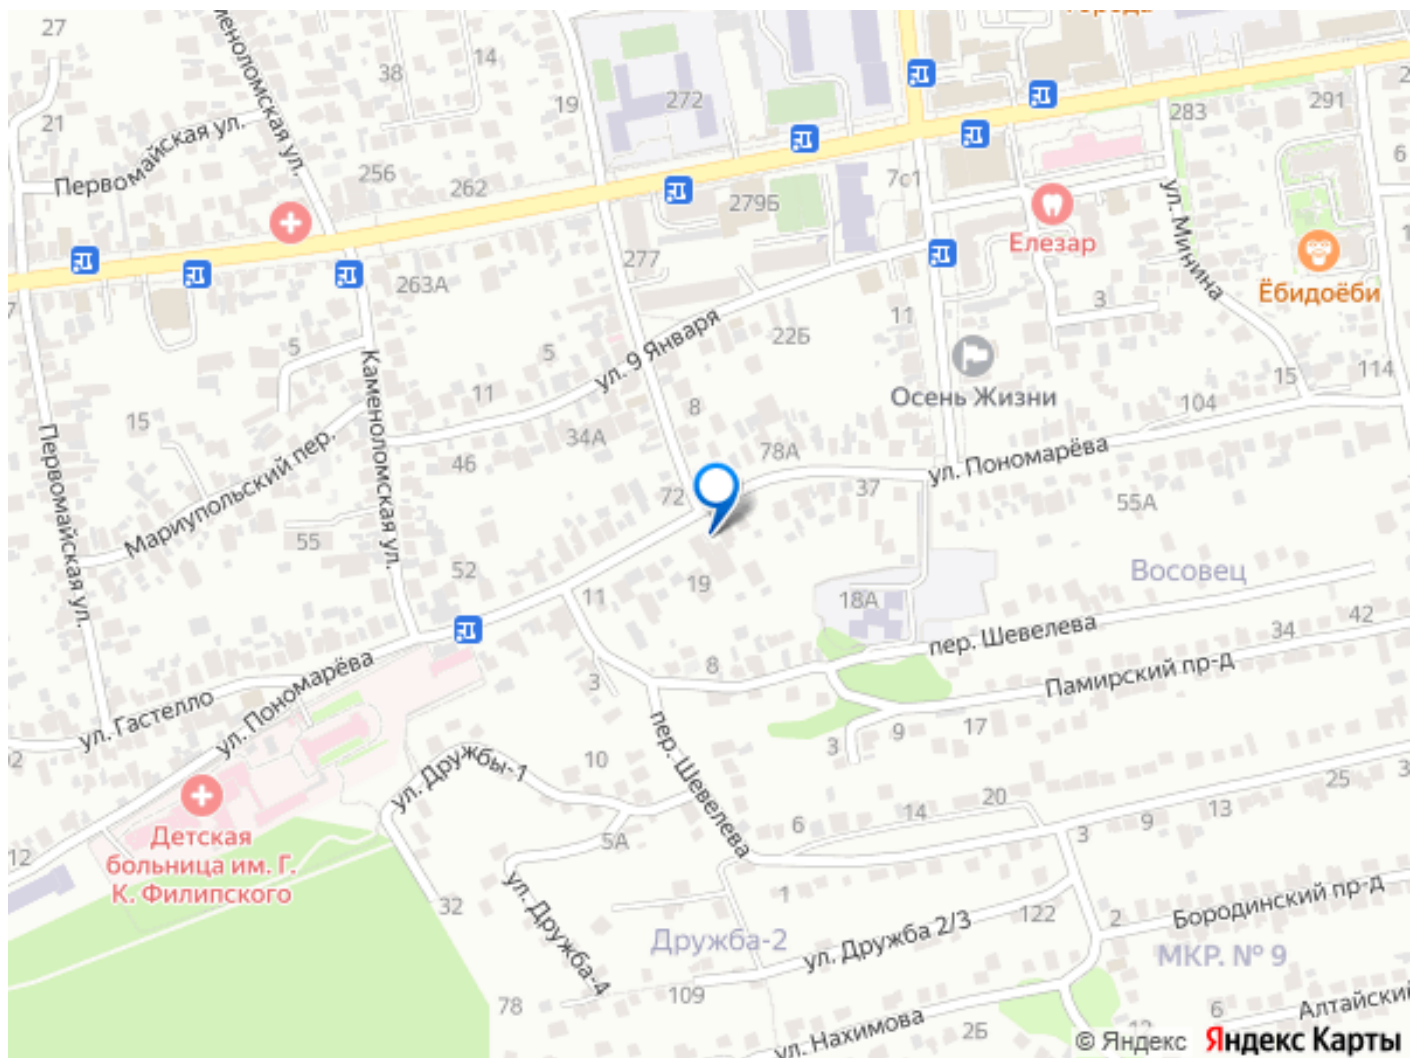 города
27
14
38
19
21
272
283
291
6
Каменоломская ул.
Первомайская ул.
256
262
7с1
279Б
ул. Минина
Елезар
277
263А
Ёбидоёби
3
22Б
11
5
5
ул. 9 Января
Осень Жизни
114
15
Каменоломская ул.
11
8
104
15
Первомайская ул.
34А
78А
Мариупольский пер.
46
ул. Пономарёва
37
72
55А
55
52
Восовец
19
11
18А
42
34
пер. Шевелева
ул. Пономарёва
8
3
Памирский пр-д
ул. Гастелло
17
9
3
пер. Шевелева
10
ул. Дружбы-1
25
20
14
13
9
6
3
5А
12
Детская
больница им. Г.
К. Филипского
1
32
ул. Дружба-4
122
2
Бородинский пр-д
Дружба-2
ул. Дружба 2/3
МКР. № 9
109
78
6
Алтайский
ул. Нахимова
2Б
12
© Яндекс
Яндекс Карты